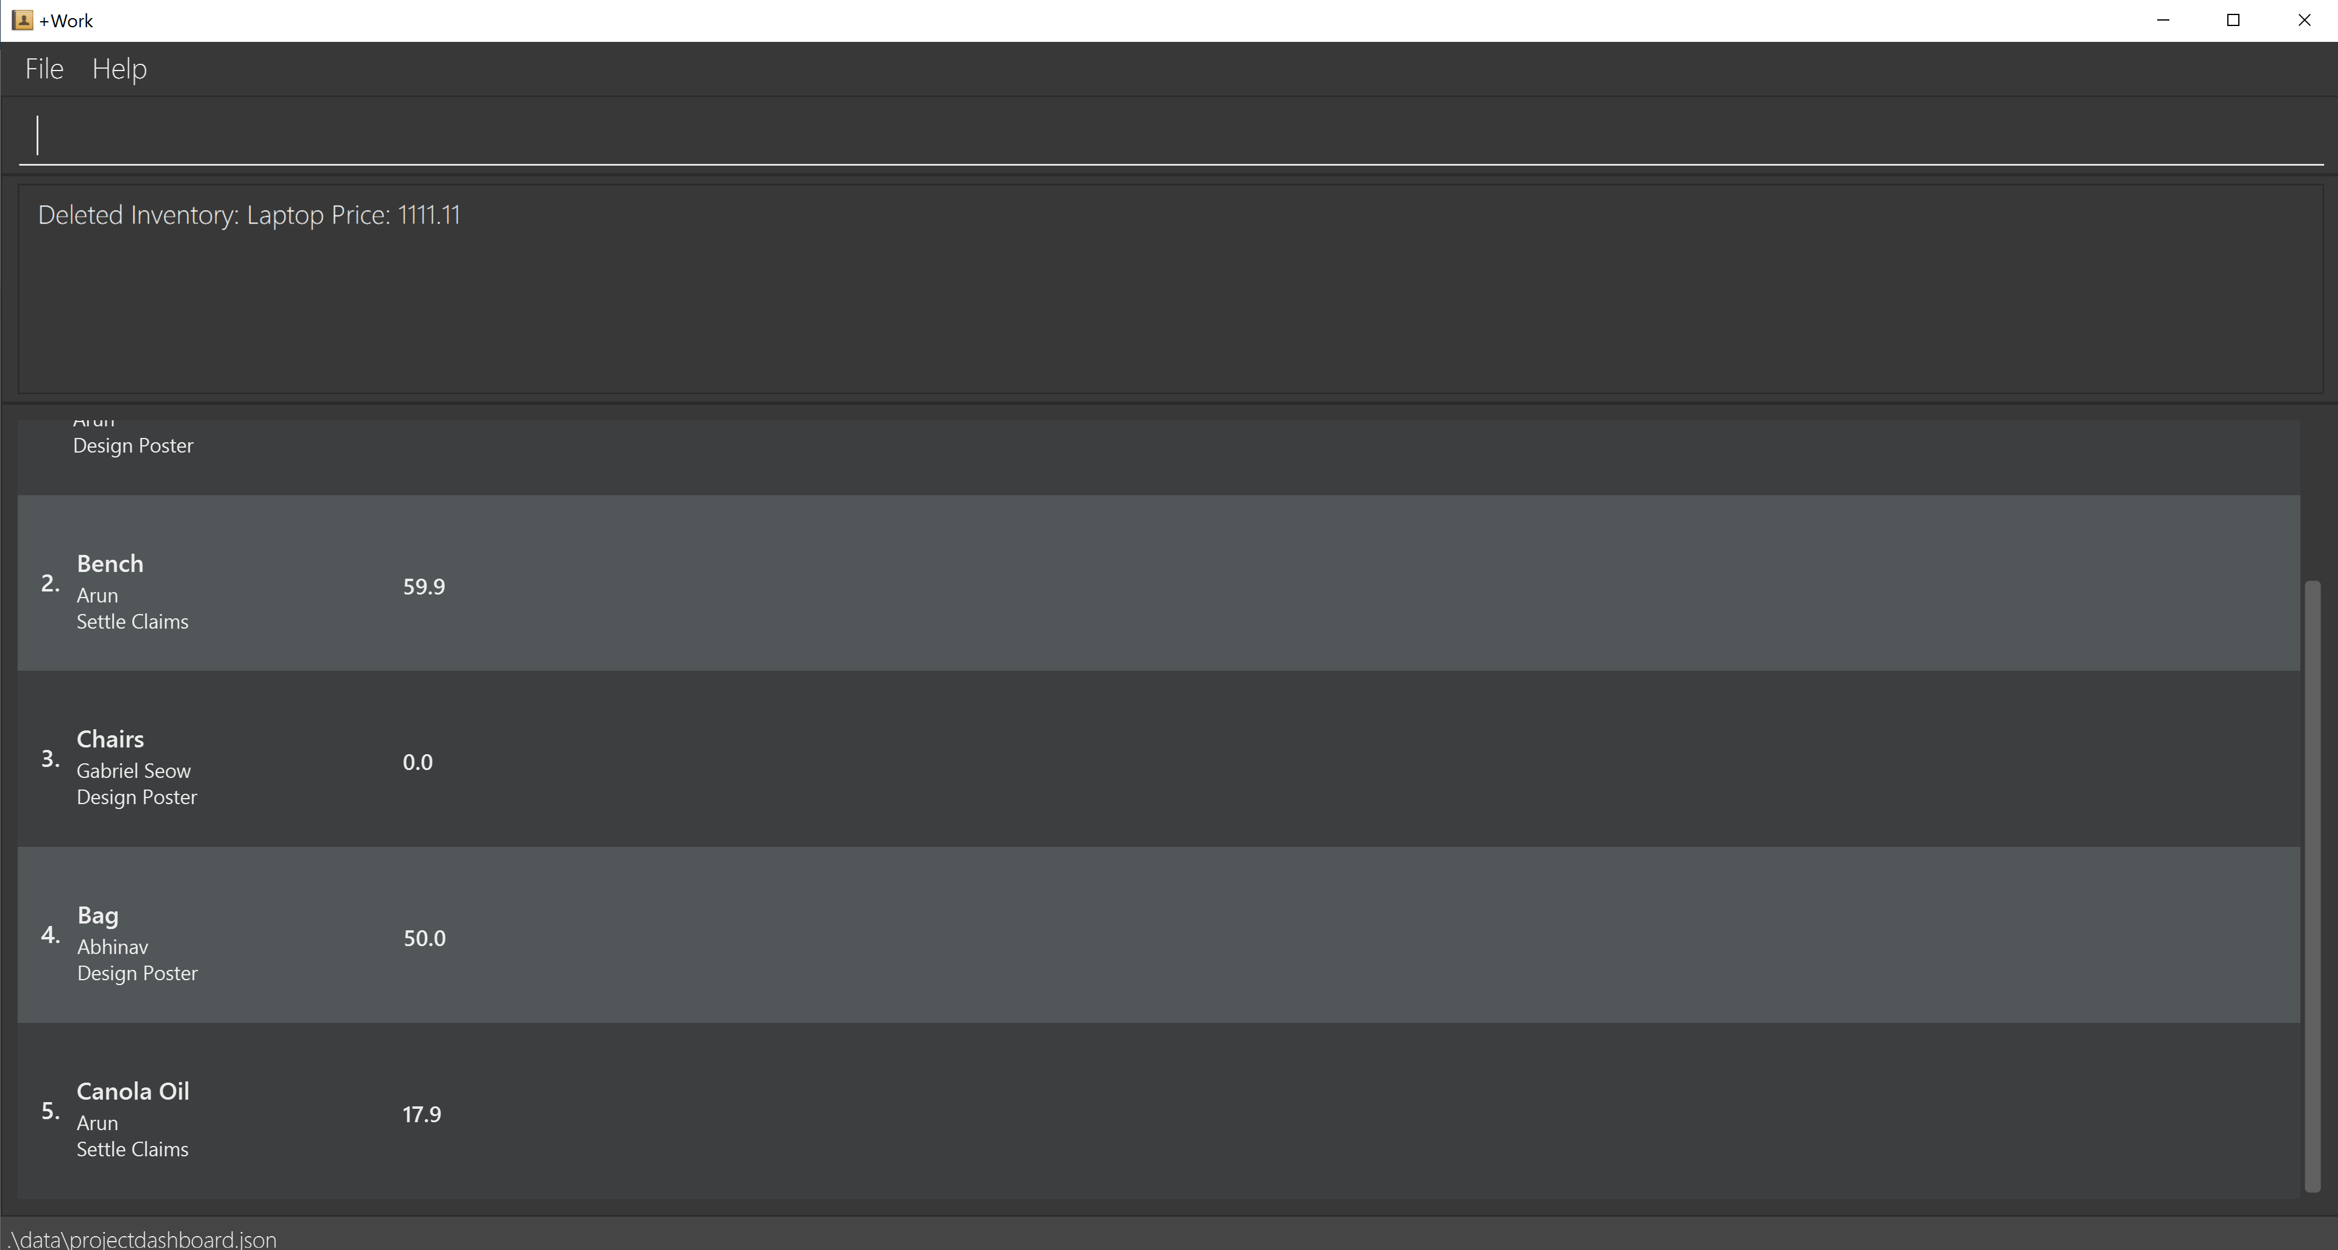 +Work
File Help
Deleted Inventory: Laptop Price: 1111.11
Arun
Design Poster
2. Bench 59.9
Arun
Settle Claims
3. Chairs 0.0
Gabriel Seow
Design Poster
4. Bag 50.0
Abhinav
Design Poster
5. Canola Oil 17.9
Arun
Settle Claims
.\data\projectdashboard.json